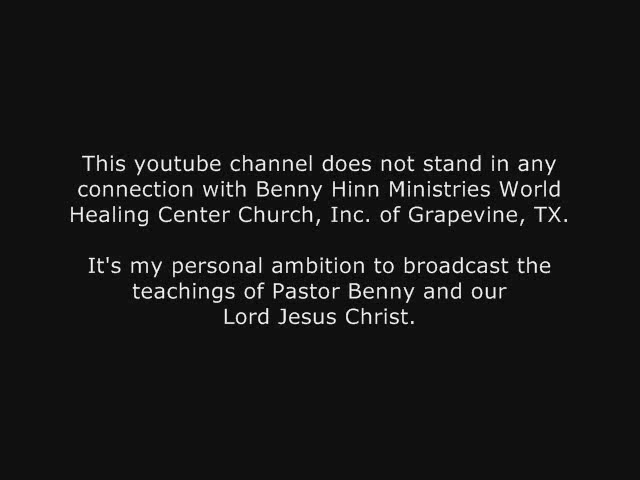 This youtube channel does not stand in any
connection with Benny Hinn Ministries World
Healing Center Church, Inc. of Grapevine, TX.
It's my personal ambition to broadcast the
teachings of Pastor Benny and our
Lord Jesus Christ.